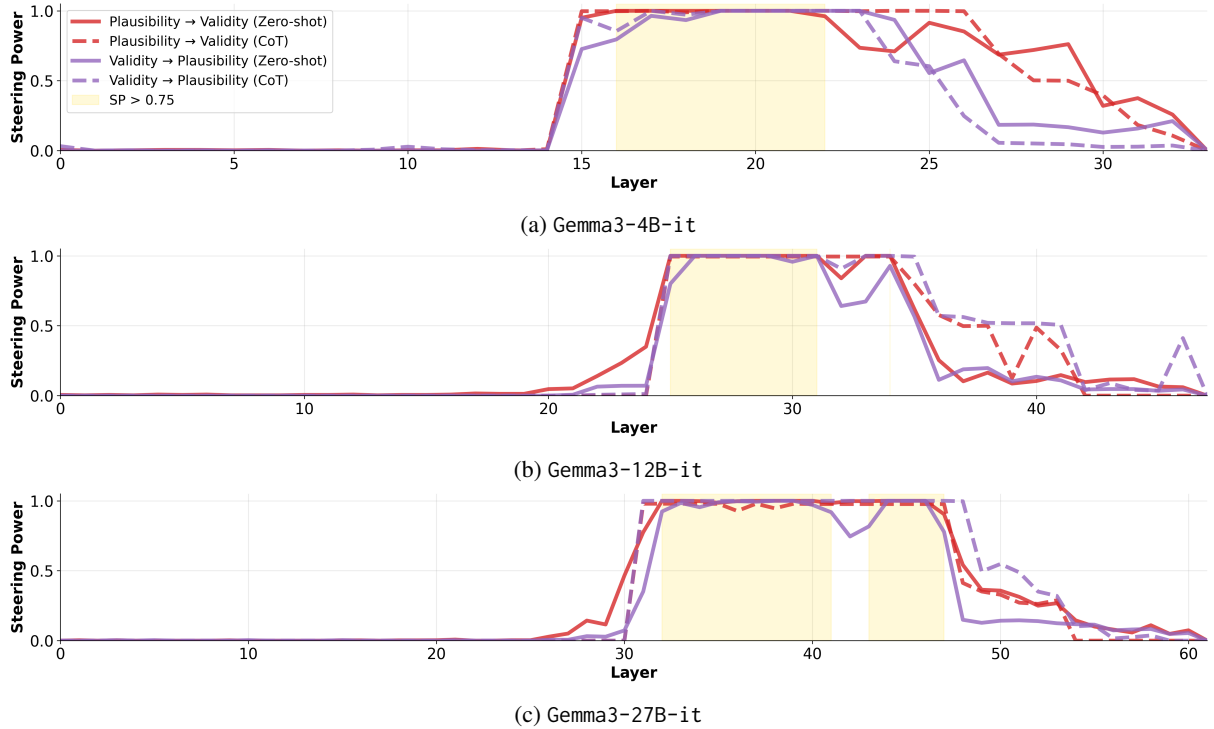 Steering Power
1.0
0.5
0.0
Plausibility → Validity (Zero-shot)
Plausibility → Validity (CoT)
Validity → Plausibility (Zero-shot)
Validity → Plausibility (CoT)
SP > 0.75
0 5 10 15 20 25 30
Layer
(a) Gemma3-4B-it
Steering Power
1.0
0.5
0.0
0 10 20 30 40
Layer
(b) Gemma3-12B-it
Steering Power
1.0
0.5
0.0
0 10 20 30 40 50 60
Layer
(c) Gemma3-27B-it